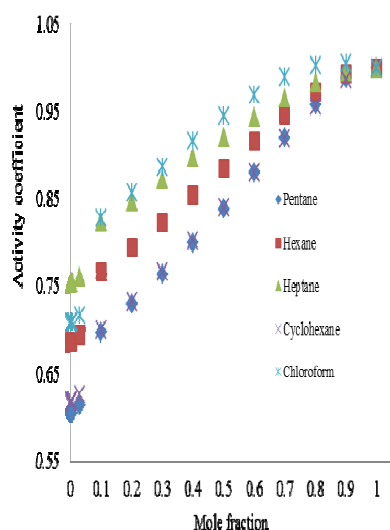 1.05
0.95
0.85
0.75
0.65
0.55
Activity coefficient
0 0.1 0.2 0.3 0.4 0.5 0.6 0.7 0.8 0.9 1
Mole fraction
Pentane
Hexane
Heptane
Cyclohexane
Chloroform